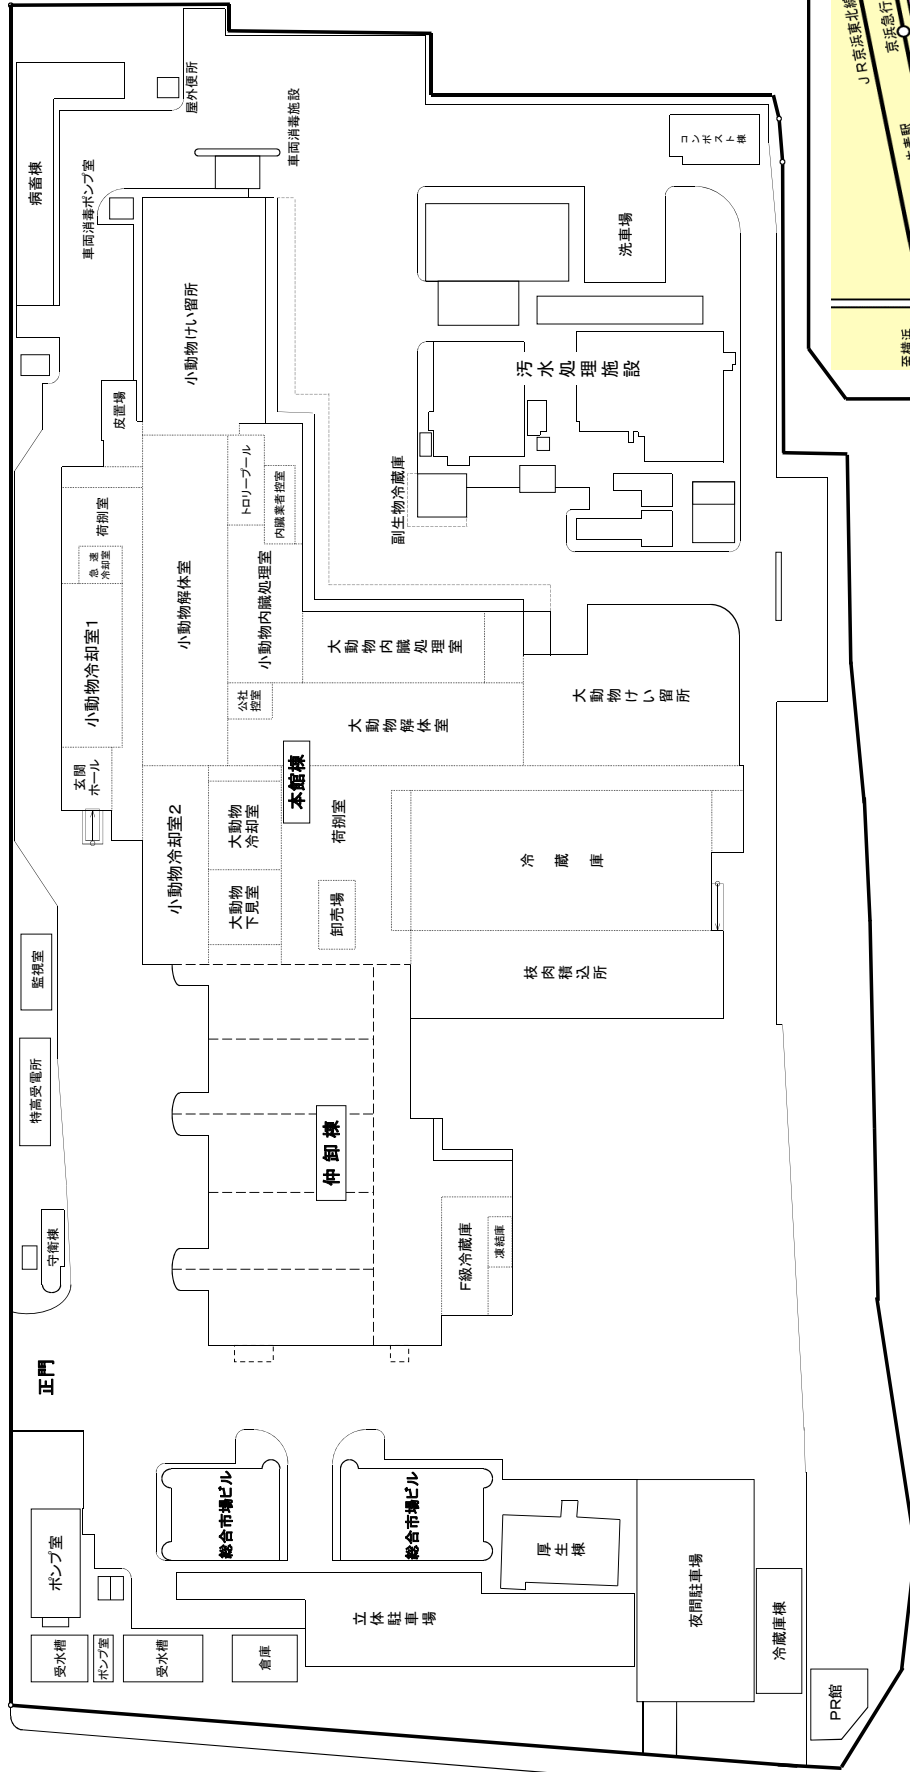 JR京浜東北線
京浜急行
至横浜
コンポスト棟
屋外便所
車両消毒施設
病畜棟
車両消毒ポンプ室
洗車場
小動物けい留所
汚水処理施設
皮置場
トロリープール
内臓業者控室
副生物冷蔵庫
荷捌室
急速
冷却室
小動物解体室
小動物内臓処理室
大動物内臓処理室
小動物冷却室1
公社
控室
大動物解体室
大動物けい留所
玄関
ホール
本館棟
小動物冷却室2
大動物
冷却室
荷捌室
冷蔵庫
大動物
下見室
卸売場
監視室
枝肉積込所
特高受電所
仲卸棟
守衛棟
F級冷蔵庫
凍結庫
正門
総合市場ビル
総合市場ビル
ポンプ室
厚生棟
立体駐車場
夜間駐車場
受水槽
ポンプ室
受水槽
倉庫
冷蔵庫棟
PR館